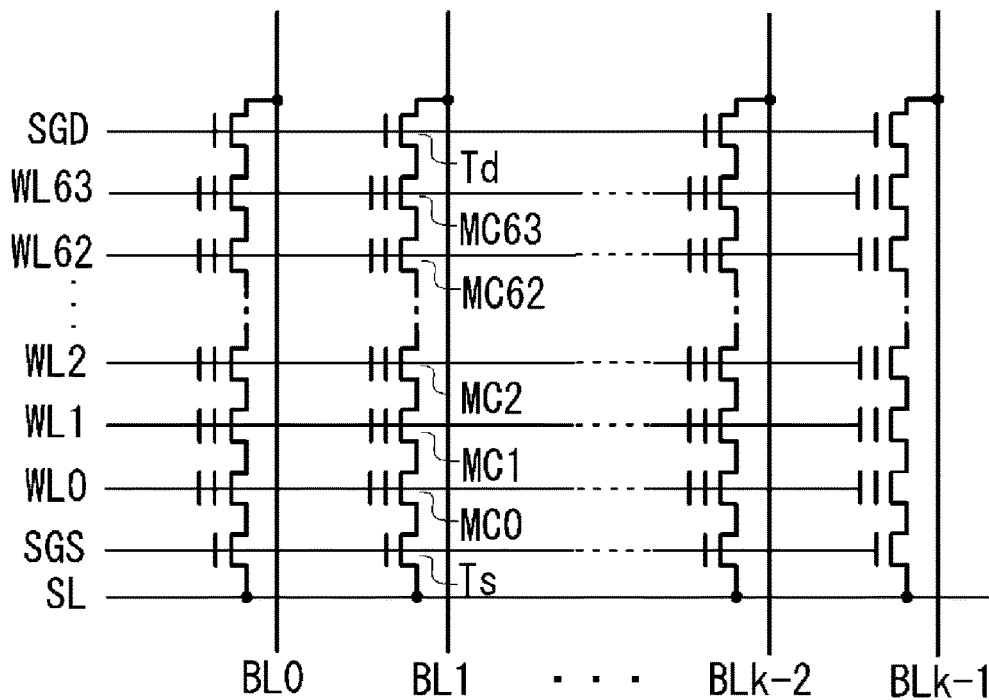 SGD
Td
WL63
MC63
WL62
MC62
WL2
MC2
WL1
MC1
WL0
MC0
SGS
Ts
SL
BL0 BL1 · · · BLk-2 BLk-1